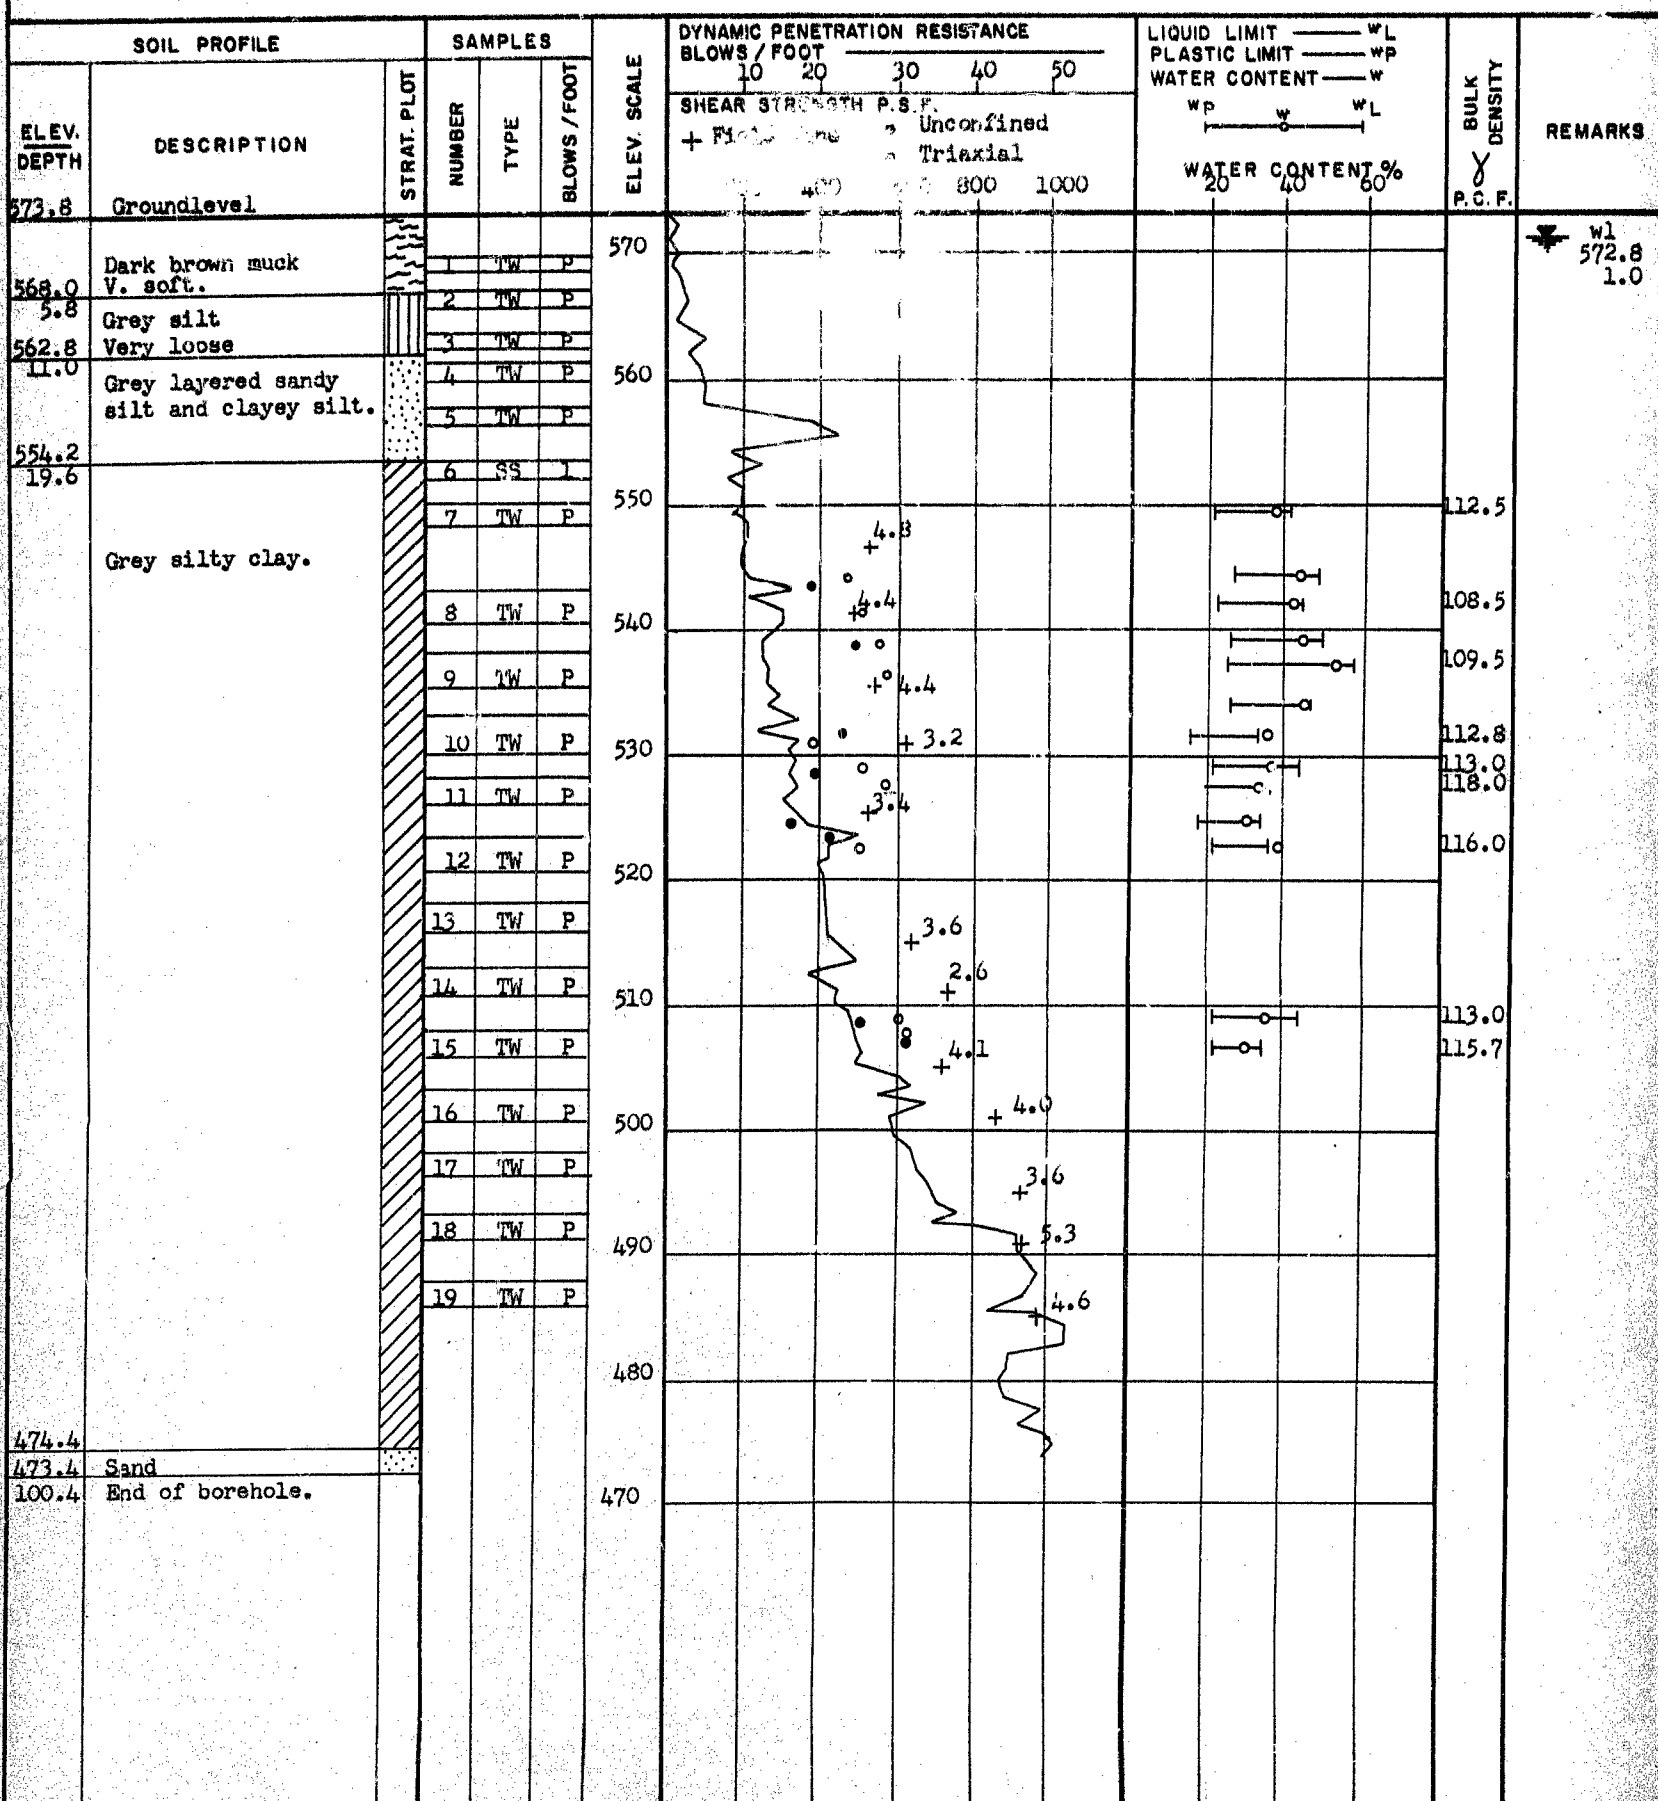 SOIL PROFILE
SAMPLES
ELEV. DEPTH
DESCRIPTION
STRAT. PLOT
NUMBER
TYPE
BLOWS / FOOT
ELEV. SCALE
DYNAMIC PENETRATION RESISTANCE
BLOWS / FOOT
10 20 30 40 50
SHEAR STRENGTH P.S.F.
+ Unconfined
Triaxial
400 800 1000
LIQUID LIMIT WL
PLASTIC LIMIT WP
WATER CONTENT W
WP W WL
WATER CONTENT %
20 40 60
BULK DENSITY
γ
P.C.F.
REMARKS
573.8 Groundlevel
wl
572.8
1.0
570
Dark brown muck
V. soft.
1 TW P
568.0
5.8
2 TW P
Grey silt
Very loose
3 TW P
562.8
11.0
4 TW P
560
Grey layered sandy
silt and clayey silt.
5 TW P
554.2
19.6
6 SS 1
550
7 TW P
112.5
4.8
Grey silty clay.
4.4
8 TW P
108.5
540
109.5
9 TW P
4.4
10 TW P
3.2
112.8
530
113.0
118.0
11 TW P
3.4
116.0
12 TW P
520
13 TW P
3.6
2.6
14 TW P
510
113.0
15 TW P
4.1
115.7
16 TW P
4.0
500
17 TW P
3.6
18 TW P
5.3
490
19 TW P
4.6
480
474.4
473.4 Sand
100.4 End of borehole.
470